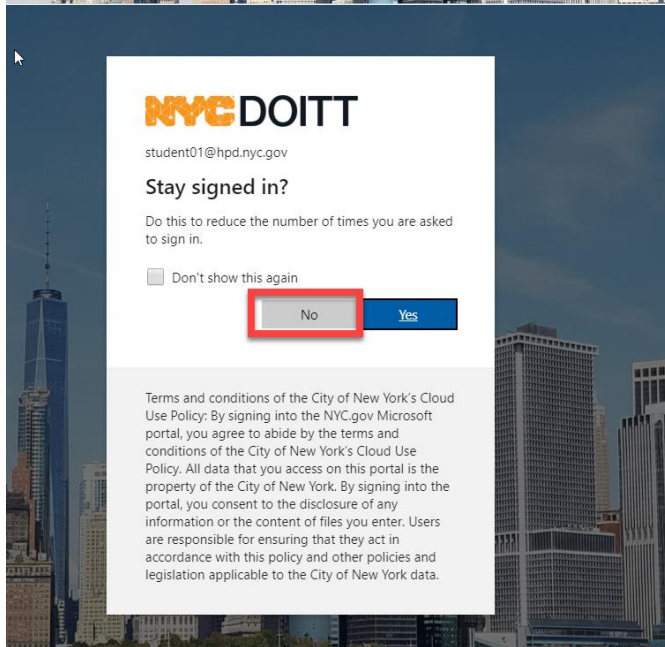 NYC DOITT
student01@hpd.nyc.gov
Stay signed in?
Do this to reduce the number of times you are asked
to sign in.
Don't show this again
No Yes
Terms and conditions of the City of New York's Cloud
Use Policy: By signing into the NYC.gov Microsoft
portal, you agree to abide by the terms and
conditions of the City of New York's Cloud Use
Policy. All data that you access on this portal is the
property of the City of New York. By signing into the
portal, you consent to the disclosure of any
information or the content of files you enter. Users
are responsible for ensuring that they act in
accordance with this policy and other policies and
legislation applicable to the City of New York data.